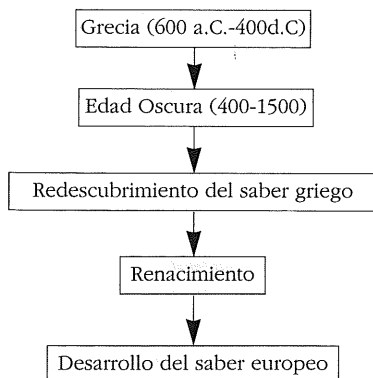 Grecia (600 a.C.-400d.C)
Edad Oscura (400-1500)
Redescubrimiento del saber griego
Renacimiento
Desarrollo del saber europeo